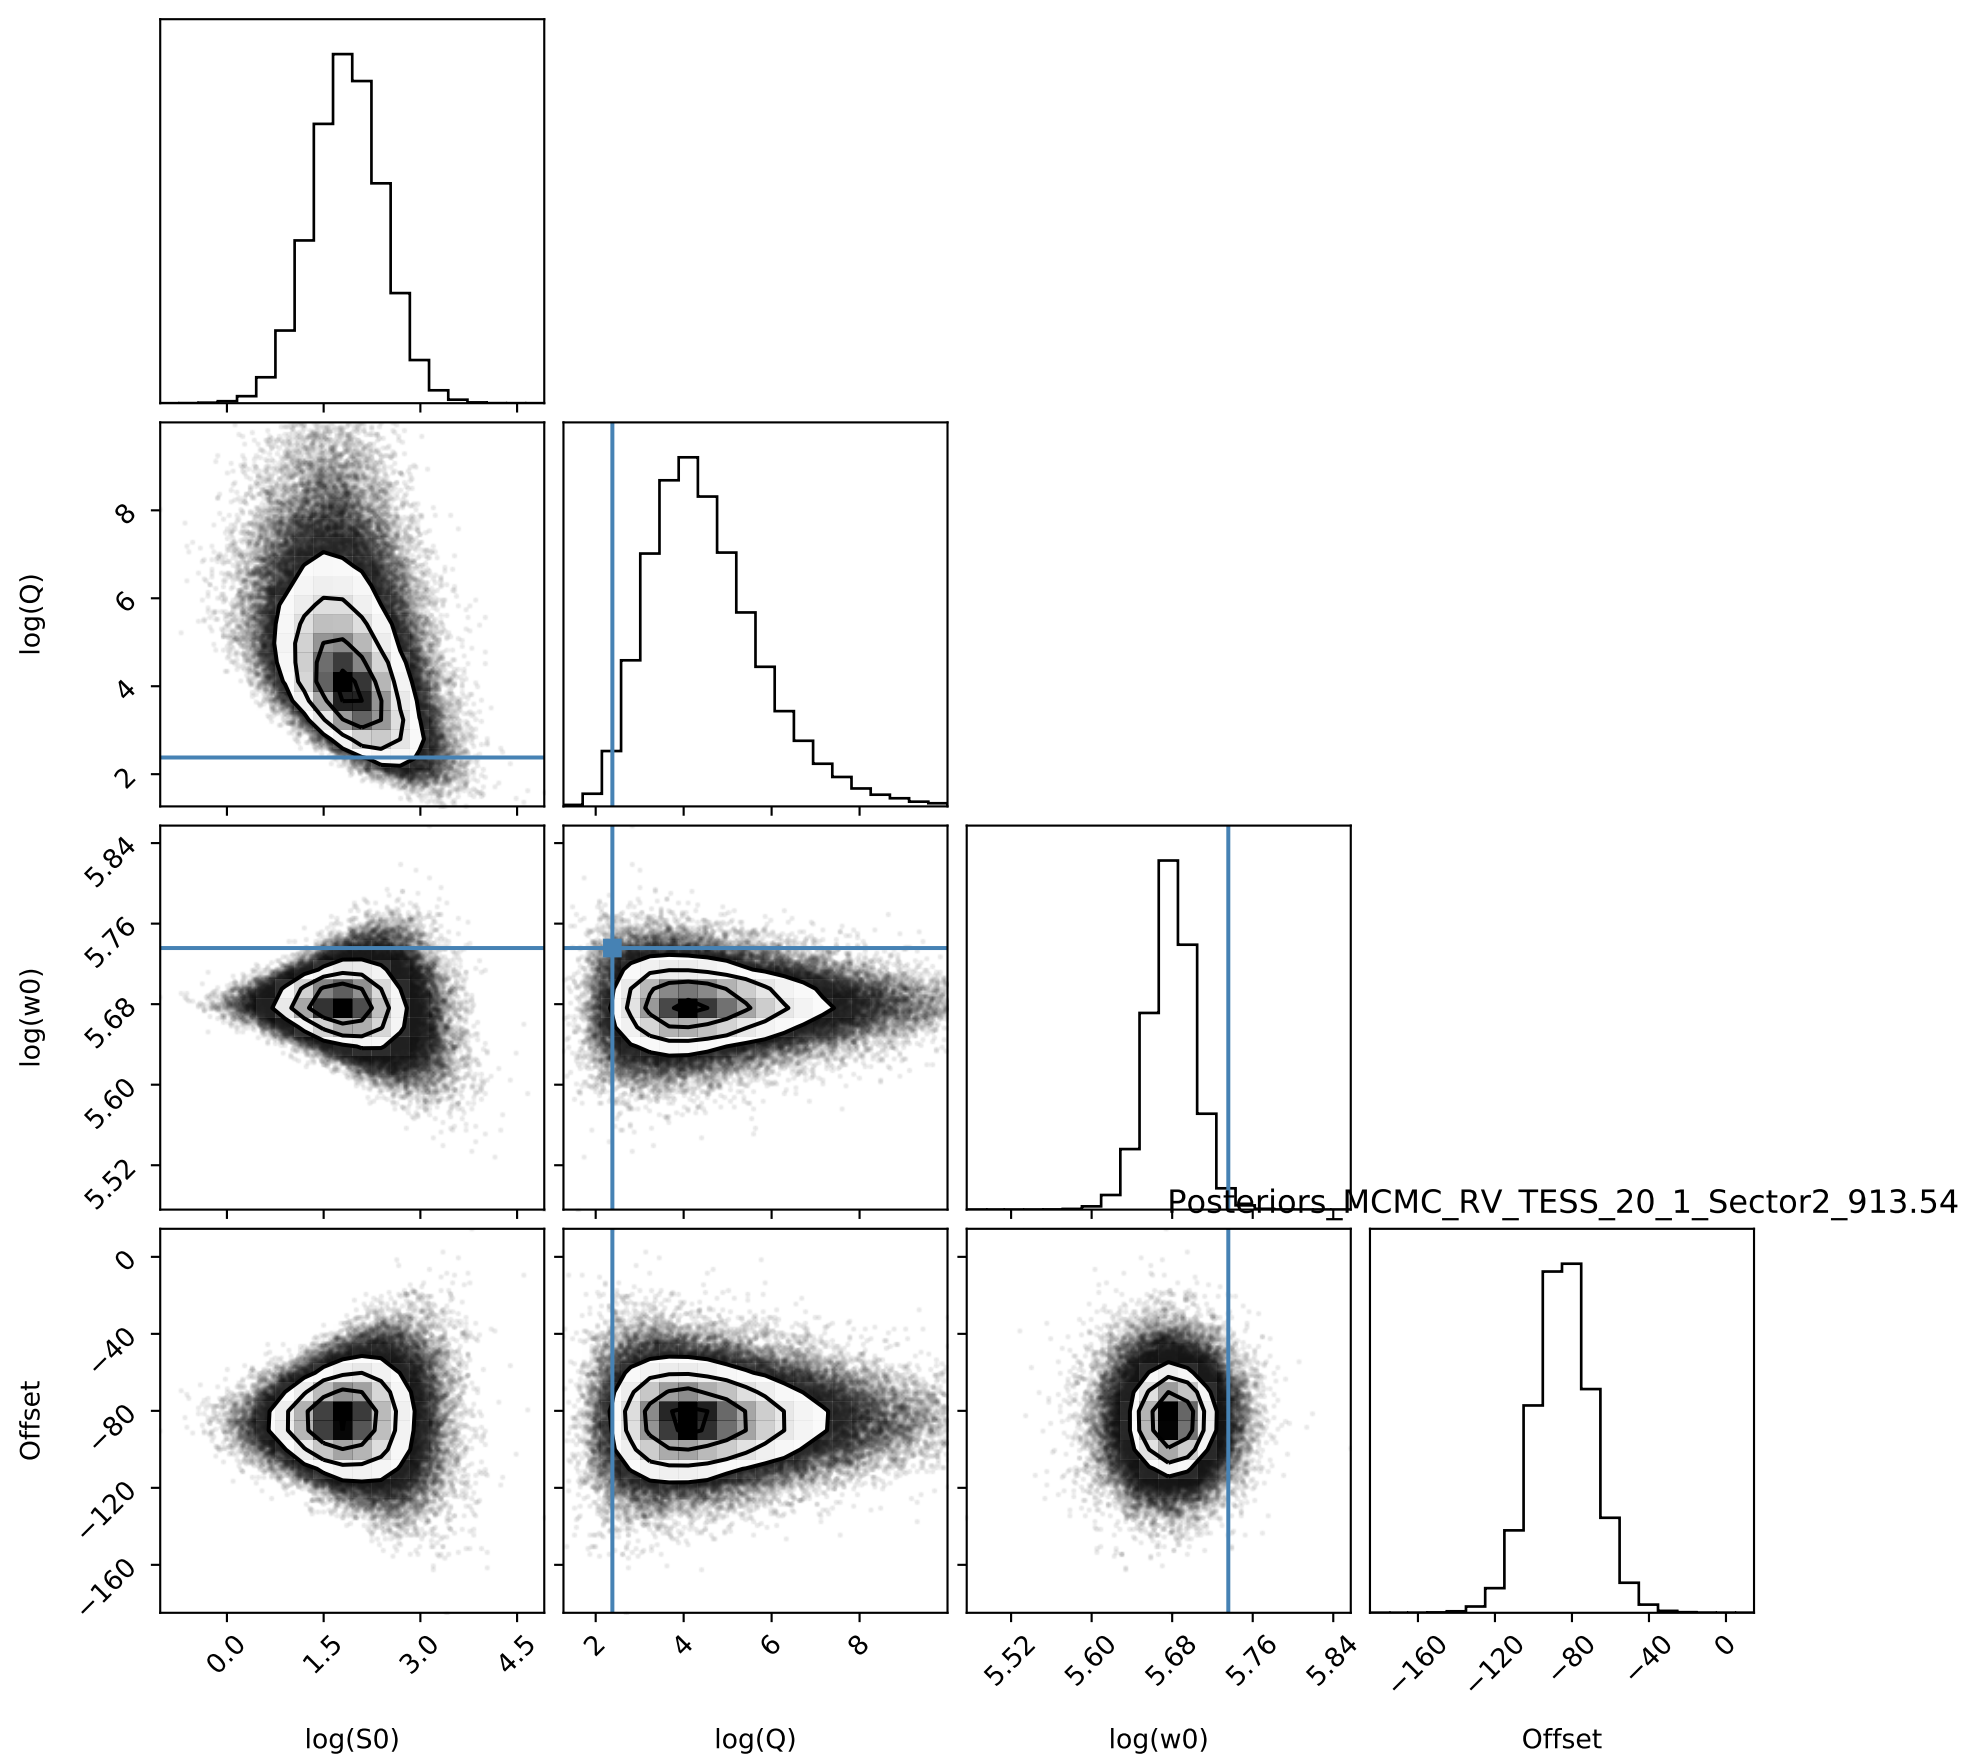 8
6
4
2
log(Q)
5.84
5.76
5.68
5.60
5.52
log(w0)
Posteriors_MCMC_RV_TESS_20_1_Sector2_913.54
0
−40
−80
−120
−160
Offset
0.0 1.5 3.0 4.5 2 4 6 8 5.52 5.60 5.68 5.76 5.84 −160 −120 −80 −40 0
log(S0) log(Q) log(w0) Offset